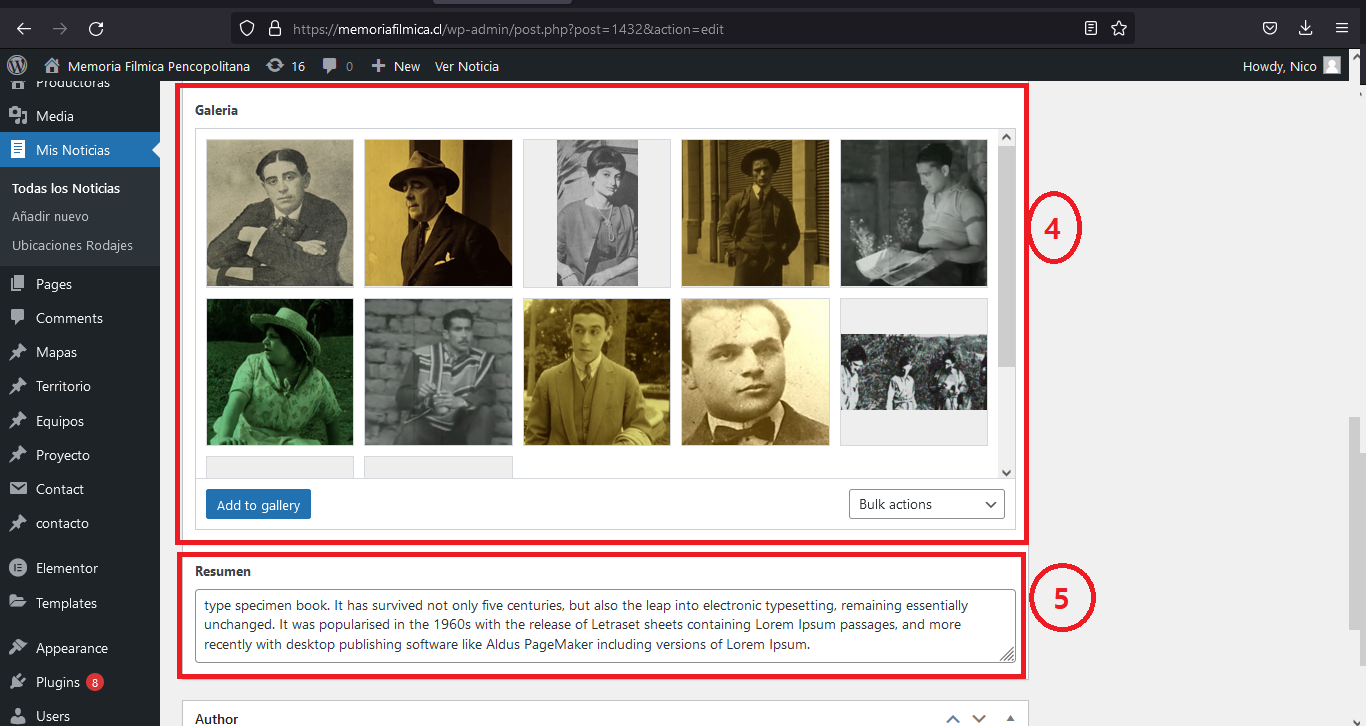 https://memoriafilmica.cl/wp-admin/post.php?post=1432&action=edit
Memoria Filmica Pencopolitana 16 0 New Ver Noticia Howdy, Nico
Productoras
Media
Mis Noticias
Todas los Noticias
Añadir nuevo
Ubicaciones Rodajes
Pages
Comments
Mapas
Territorio
Equipos
Proyecto
Contact
contacto
Elementor
Templates
Appearance
Plugins 8
Users
Galeria
4
Add to gallery
Bulk actions
Resumen
5
type specimen book. It has survived not only five centuries, but also the leap into electronic typesetting, remaining essentially
unchanged. It was popularised in the 1960s with the release of Letraset sheets containing Lorem Ipsum passages, and more
recently with desktop publishing software like Aldus PageMaker including versions of Lorem Ipsum.
Author